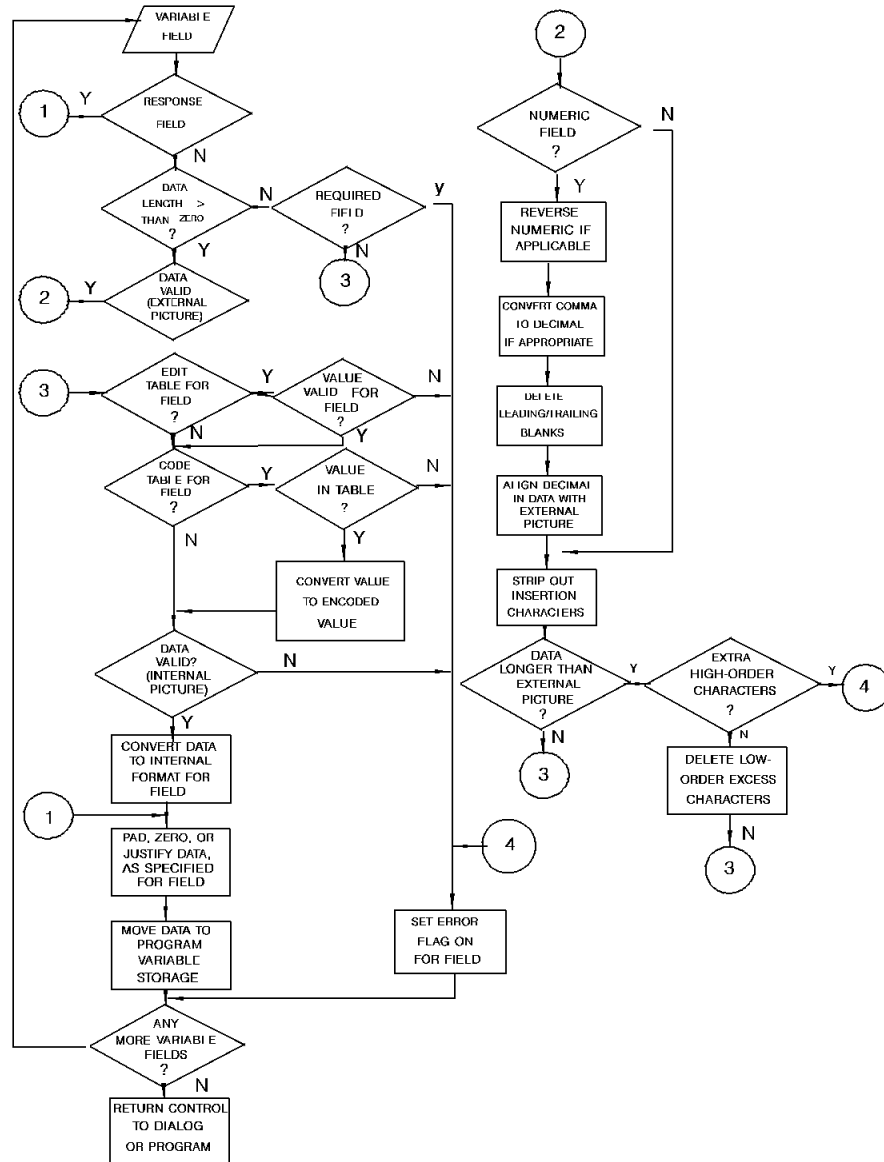 VARIABLE
FIELD
1
Y
RESPONSE
FIELD
N
DATA
LENGTH >
THAN ZERO
?
N
REQUIRED
FIELD
?
y
N
3
Y
DATA
VALID
(EXTERNAL
PICTURE)
Y
2
3
EDIT
TABLE FOR
FIELD
?
Y
VALUE
VALID FOR
FIELD
?
N
N
Y
CODE
TABLE FOR
FIELD
?
Y
VALUE
IN TABLE
?
N
N
Y
CONVERT VALUE
TO ENCODED
VALUE
DATA
VALID?
(INTERNAL
PICTURE)
N
Y
CONVERT DATA
TO INTERNAL
FORMAT FOR
FIELD
1
PAD, ZERO, OR
JUSTIFY DATA,
AS SPECIFIED
FOR FIELD
4
MOVE DATA TO
PROGRAM
VARIABLE
STORAGE
SET ERROR
FLAG ON
FOR FIELD
ANY
MORE VARIABLE
FIELDS
?
N
RETURN CONTROL
TO DIALOG
OR PROGRAM
2
NUMERIC
FIELD
?
N
Y
REVERSE
NUMERIC IF
APPLICABLE
CONVERT COMMA
TO DECIMAL
IF APPROPRIATE
DELETE
LEADING/TRAILING
BLANKS
ALIGN DECIMAL
IN DATA WITH
EXTERNAL
PICTURE
STRIP OUT
INSERTION
CHARACTERS
DATA
LONGER THAN
EXTERNAL
PICTURE
?
Y
EXTRA
HIGH-ORDER
CHARACTERS
?
Y
4
N
3
N
DELETE LOW-
ORDER EXCESS
CHARACTERS
N
3